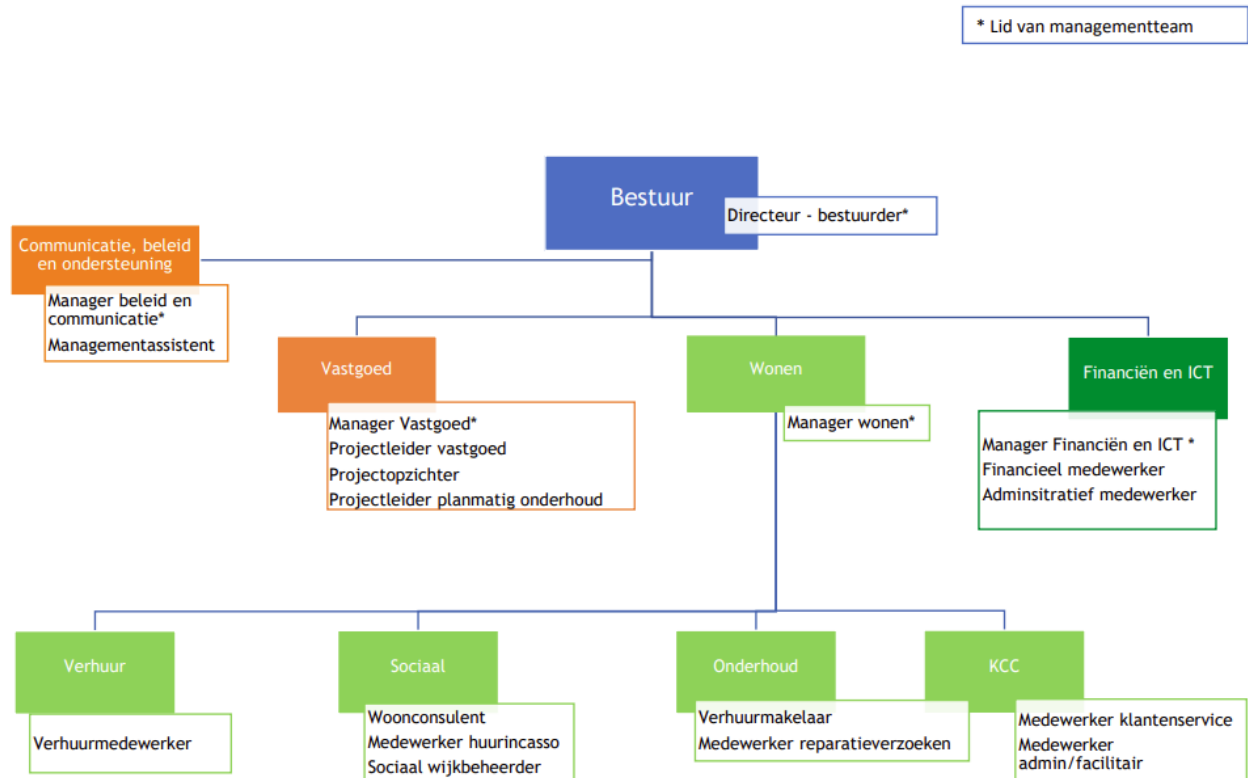 * Lid van managementteam
Bestuur
Directeur - bestuurder*
Communicatie, beleid
en ondersteuning
Manager beleid en
communicatie*
Managementassistent
Vastgoed
Manager Vastgoed*
Projectleider vastgoed
Projectopzichter
Projectleider planmatig onderhoud
Wonen
Manager wonen*
Financiën en ICT
Manager Financiën en ICT *
Financieel medewerker
Adminsitratief medewerker
Verhuur
Verhuurmedewerker
Sociaal
Woonconsulent
Medewerker huurincasso
Sociaal wijkbeheerder
Onderhoud
Verhuurmakelaar
Medewerker reparatieverzoeken
KCC
Medewerker klantenservice
Medewerker
admin/facilitair